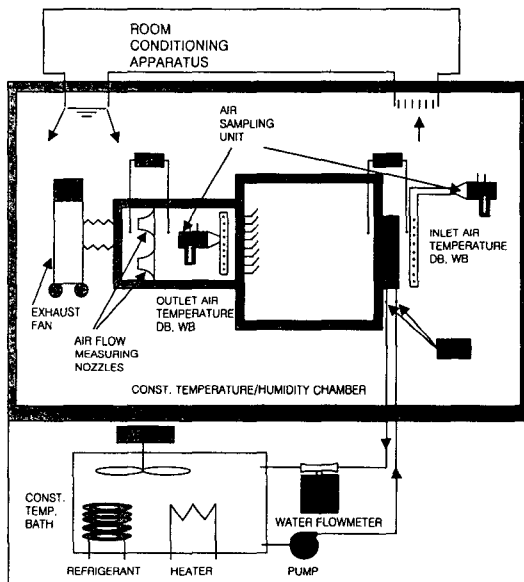 ROOM
CONDITIONING
APPARATUS
AIR
SAMPLING
UNIT
INLET AIR
TEMPERATURE
DB, WB
OUTLET AIR
TEMPERATURE
DB, WB
EXHAUST
FAN
AIR FLOW
MEASURING
NOZZLES
CONST. TEMPERATURE/HUMIDITY CHAMBER
CONST.
TEMP.
BATH
WATER FLOWMETER
REFRIGERANT
HEATER
PUMP